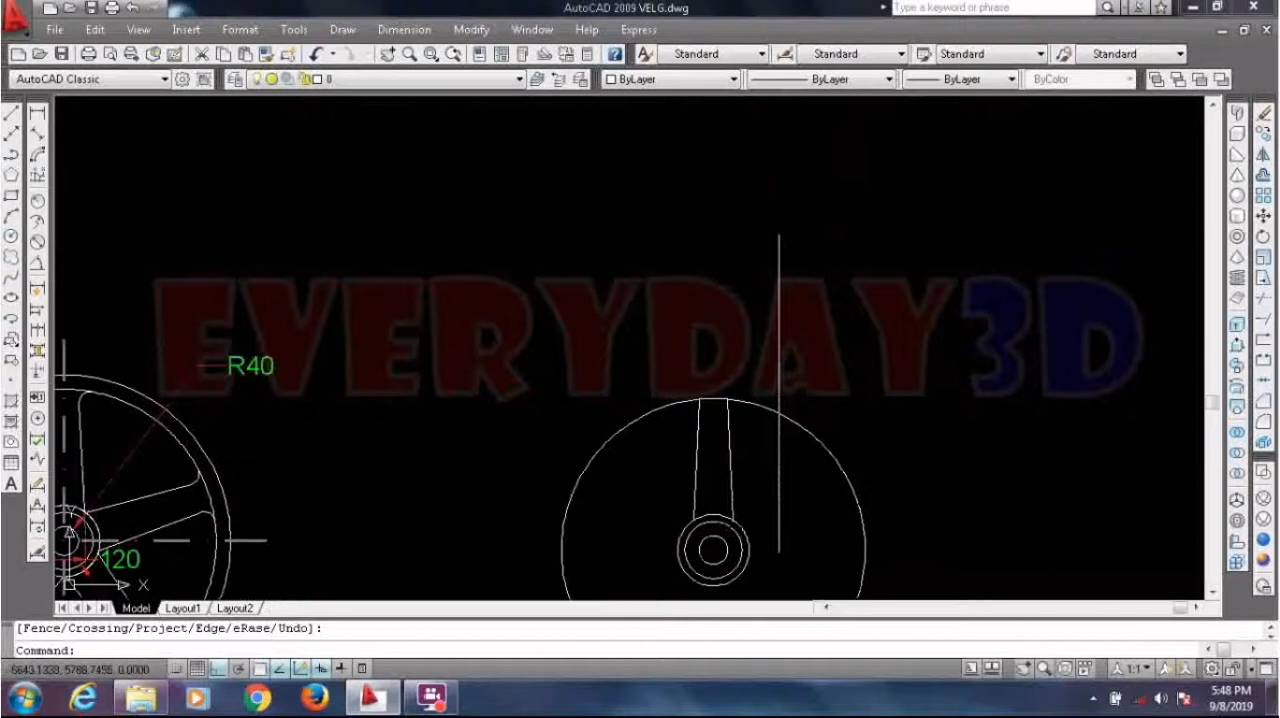 AutoCAD 2009 VELG.dwg
Type a keyword or phrase
File Edit View Insert Format Tools Draw Dimension Modify Window Help Express
Standard Standard Standard Standard
AutoCAD Classic 0 ByLayer ByLayer ByLayer ByColor
EVERYDAY3D
R40
120
X
Model Layout1 Layout2
[Fence/Crossing/Project/Edge/eRase/Undo]:
Command:
6643.1338, 5768.7455, 0.0000 1:1
5:48 PM
9/8/2019